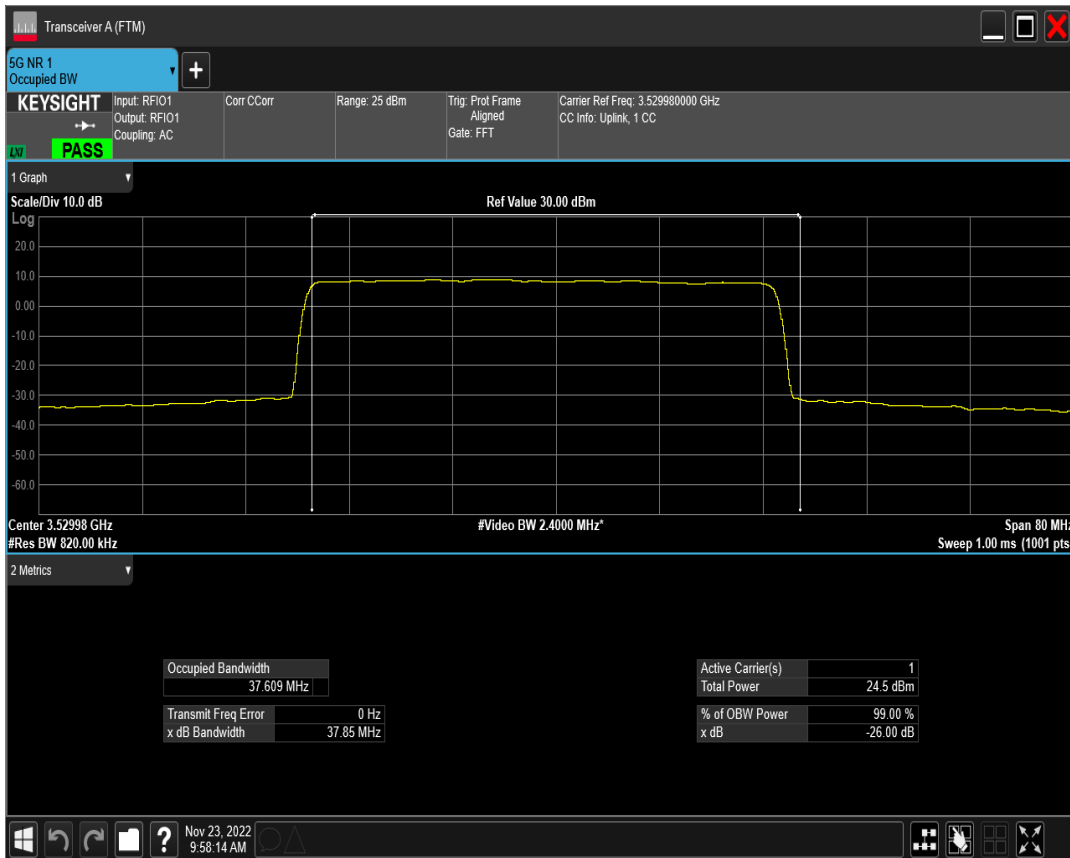 Transceiver A (FTM)
5G NR 1
Occupied BW
+
KEYSIGHT
LXI
PASS
Input: RFIO1
Output: RFIO1
Coupling: AC
Corr CCorr
Range: 25 dBm
Trig: Prot Frame
Aligned
Gate: FFT
Carrier Ref Freq: 3.529980000 GHz
CC Info: Uplink, 1 CC
1 Graph
Scale/Div 10.0 dB
Ref Value 30.00 dBm
Log
20.0
10.0
0.00
-10.0
-20.0
-30.0
-40.0
-50.0
-60.0
Center 3.52998 GHz
#Video BW 2.4000 MHz*
Span 80 MHz
#Res BW 820.00 kHz
Sweep 1.00 ms (1001 pts
2 Metrics
Occupied Bandwidth
37.609 MHz
Transmit Freq Error 0 Hz
x dB Bandwidth 37.85 MHz
Active Carrier(s) 1
Total Power 24.5 dBm
% of OBW Power 99.00 %
x dB -26.00 dB
?
Nov 23, 2022
9:58:14 AM